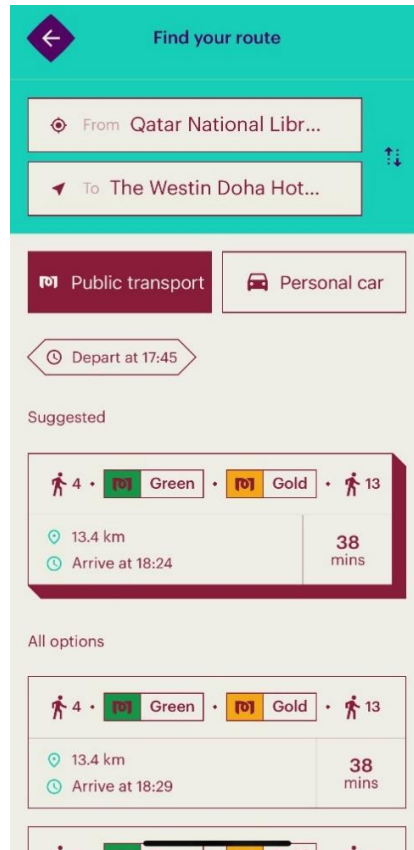 Find your route
From Qatar National Libr...
To The Westin Doha Hot...
Public transport
Personal car
Depart at 17:45
Suggested
4 • Green • Gold • 13
13.4 km
Arrive at 18:24
38
mins
All options
4 • Green • Gold • 13
13.4 km
Arrive at 18:29
38
mins